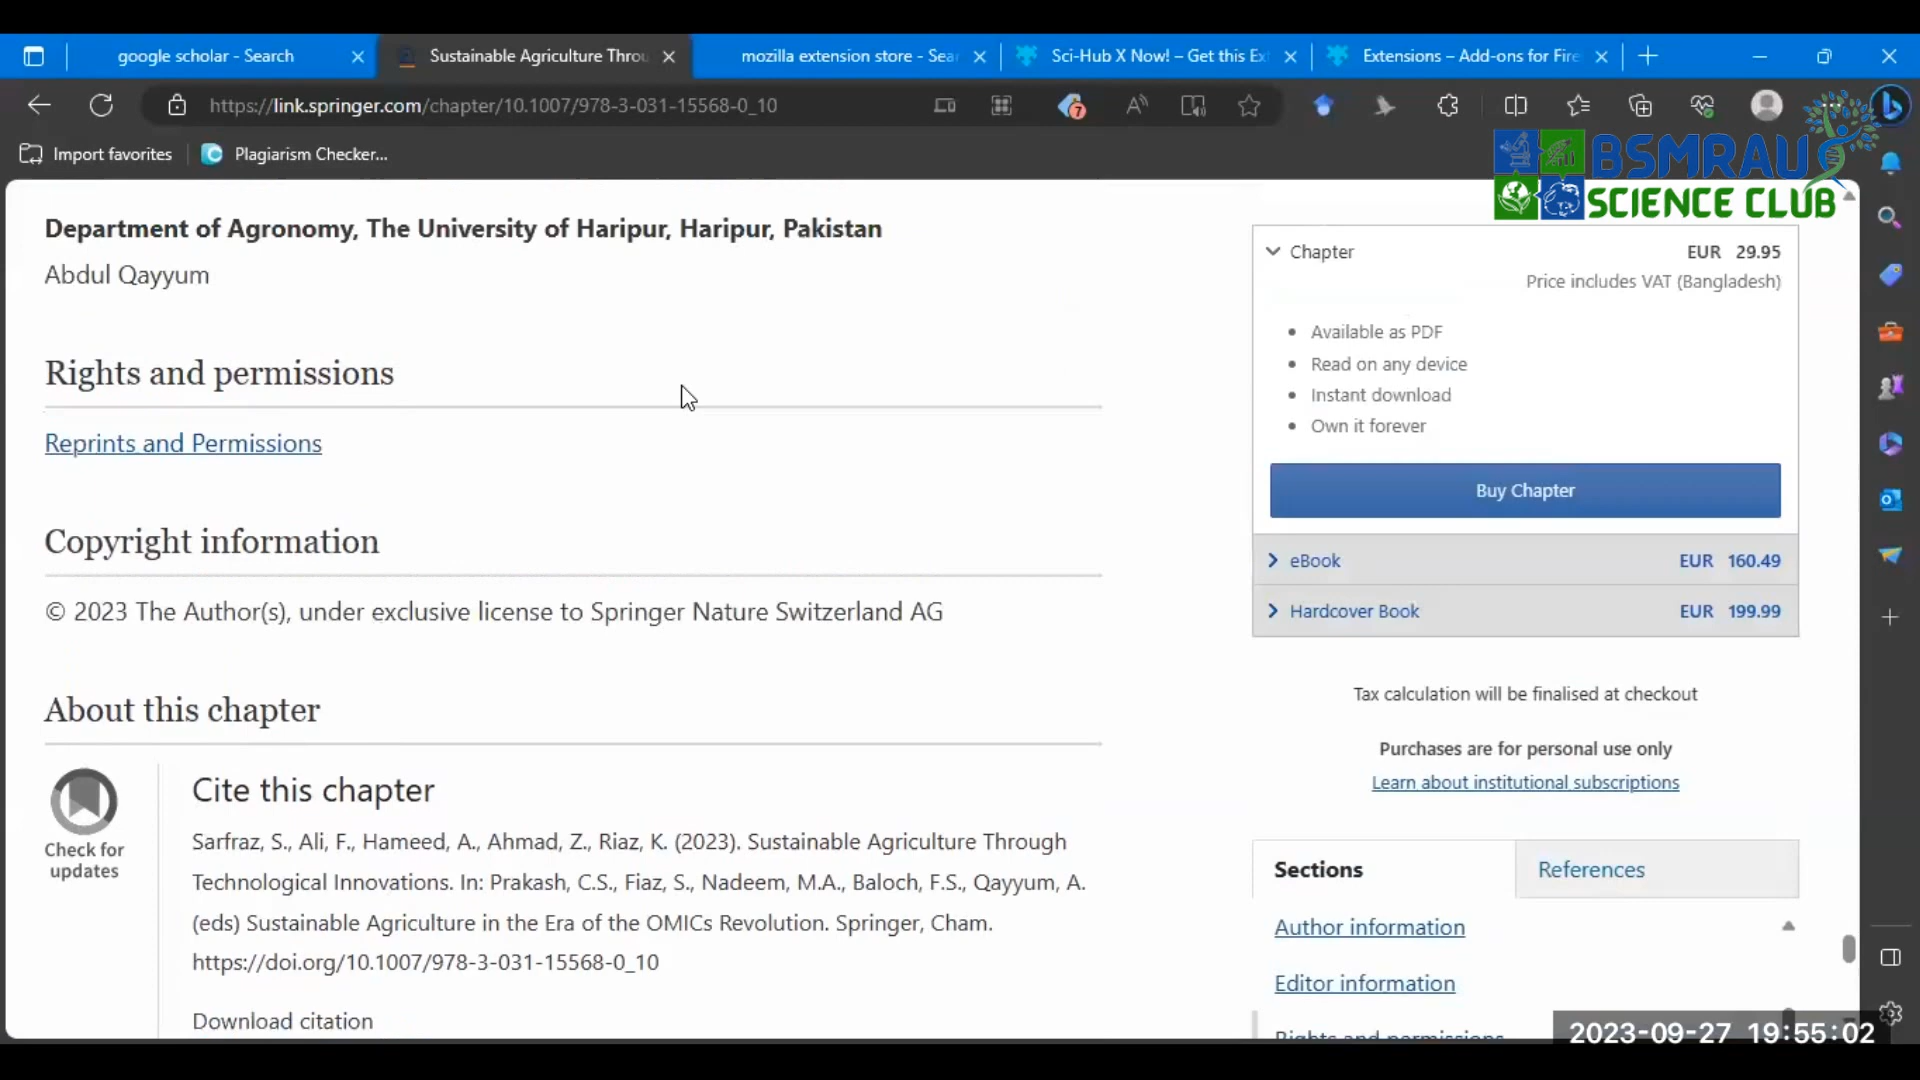 google scholar - Search
Sustainable Agriculture Throu
mozilla extension store - Sear
Sci-Hub X Now! – Get this Ex
Extensions – Add-ons for Fire
https://link.springer.com/chapter/10.1007/978-3-031-15568-0_10
7
Import favorites
Plagiarism Checker...
BSMRAU
SCIENCE CLUB
Department of Agronomy, The University of Haripur, Haripur, Pakistan
Abdul Qayyum
Rights and permissions
Reprints and Permissions
Copyright information
© 2023 The Author(s), under exclusive license to Springer Nature Switzerland AG
About this chapter
Check for
updates
Cite this chapter
Sarfraz, S., Ali, F., Hameed, A., Ahmad, Z., Riaz, K. (2023). Sustainable Agriculture Through
Technological Innovations. In: Prakash, C.S., Fiaz, S., Nadeem, M.A., Baloch, F.S., Qayyum, A.
(eds) Sustainable Agriculture in the Era of the OMICs Revolution. Springer, Cham.
https://doi.org/10.1007/978-3-031-15568-0_10
Download citation
Chapter EUR 29.95
Price includes VAT (Bangladesh)
• Available as PDF
• Read on any device
• Instant download
• Own it forever
Buy Chapter
eBook EUR 160.49
Hardcover Book EUR 199.99
Tax calculation will be finalised at checkout
Purchases are for personal use only
Learn about institutional subscriptions
Sections References
Author information
Editor information
Rights and permissions
2023-09-27 19:55:02